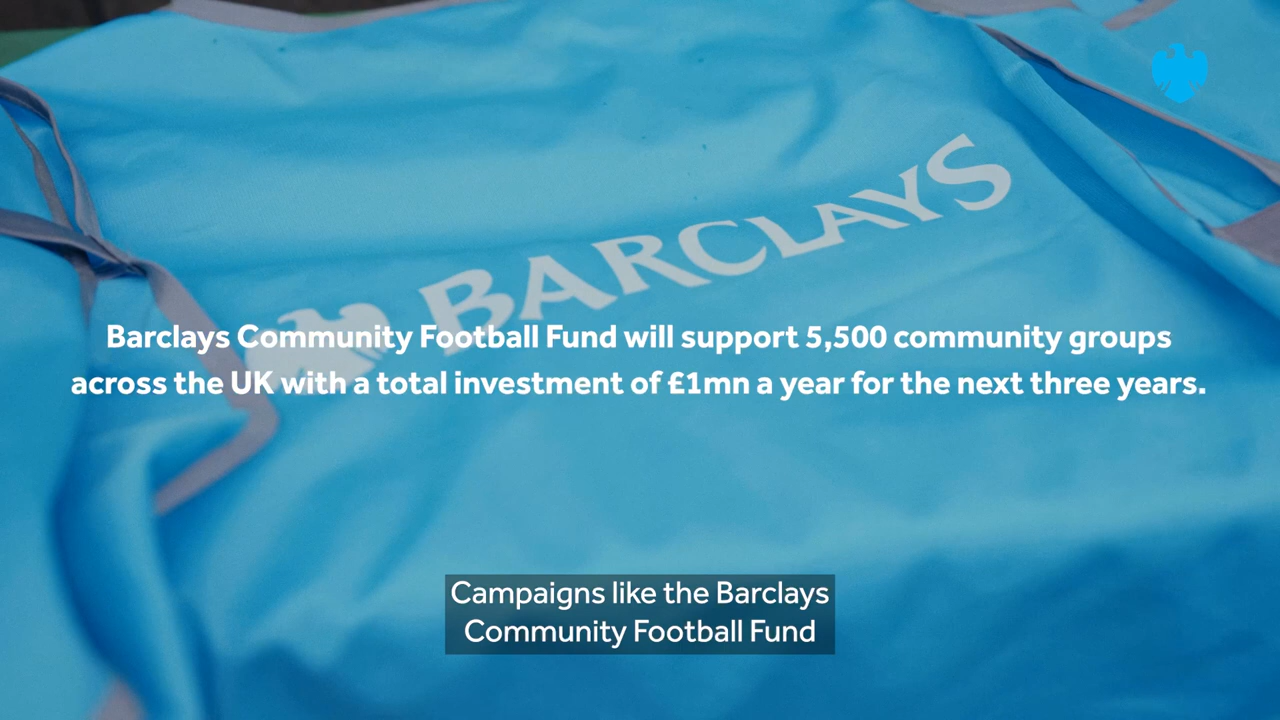 BARCLAYS
Barclays Community Football Fund will support 5,500 community groups
across the UK with a total investment of £1mn a year for the next three years.
Campaigns like the Barclays
Community Football Fund